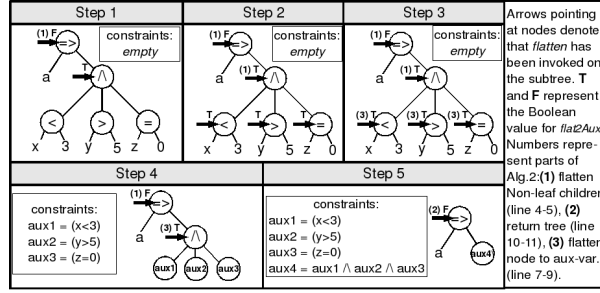 Step 1
(1) F
=>
constraints:
empty
a
T
/\
<
>
=
x 3 y 5 z 0
Step 2
(1) F
=>
constraints:
empty
a
(1) T
/\
T
<
T
>
T
=
x 3 y 5 z 0
Step 3
(1) F
=>
constraints:
empty
a
(1) T
/\
(3) T
<
(3) T
>
(3) T
=
x 3 y 5 z 0
Step 4
constraints:
aux1 = (x<3)
aux2 = (y>5)
aux3 = (z=0)
(1) F
=>
a
(3) T
/\
aux1 aux2 aux3
Step 5
constraints:
aux1 = (x<3)
aux2 = (y>5)
aux3 = (z=0)
aux4 = aux1 /\ aux2 /\ aux3
(2) F
=>
a
aux4
Arrows pointing
at nodes denote
that flatten has
been invoked on
the subtree. T
and F represent
the Boolean
value for flat2Aux.
Numbers repre-
sent parts of
Alg.2:(1) flatten
Non-leaf children
(line 4-5), (2)
return tree (line
10-11), (3) flatten
node to aux-var.
(line 7-9).